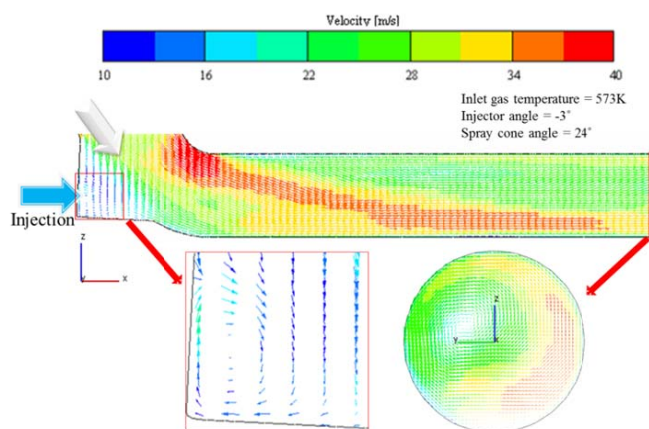 Velocity [m/s]
10 16 22 28 34 40
Inlet gas temperature = 573K
Injector angle = -3˚
Spray cone angle = 24˚
Injection
z
y x
z
y x